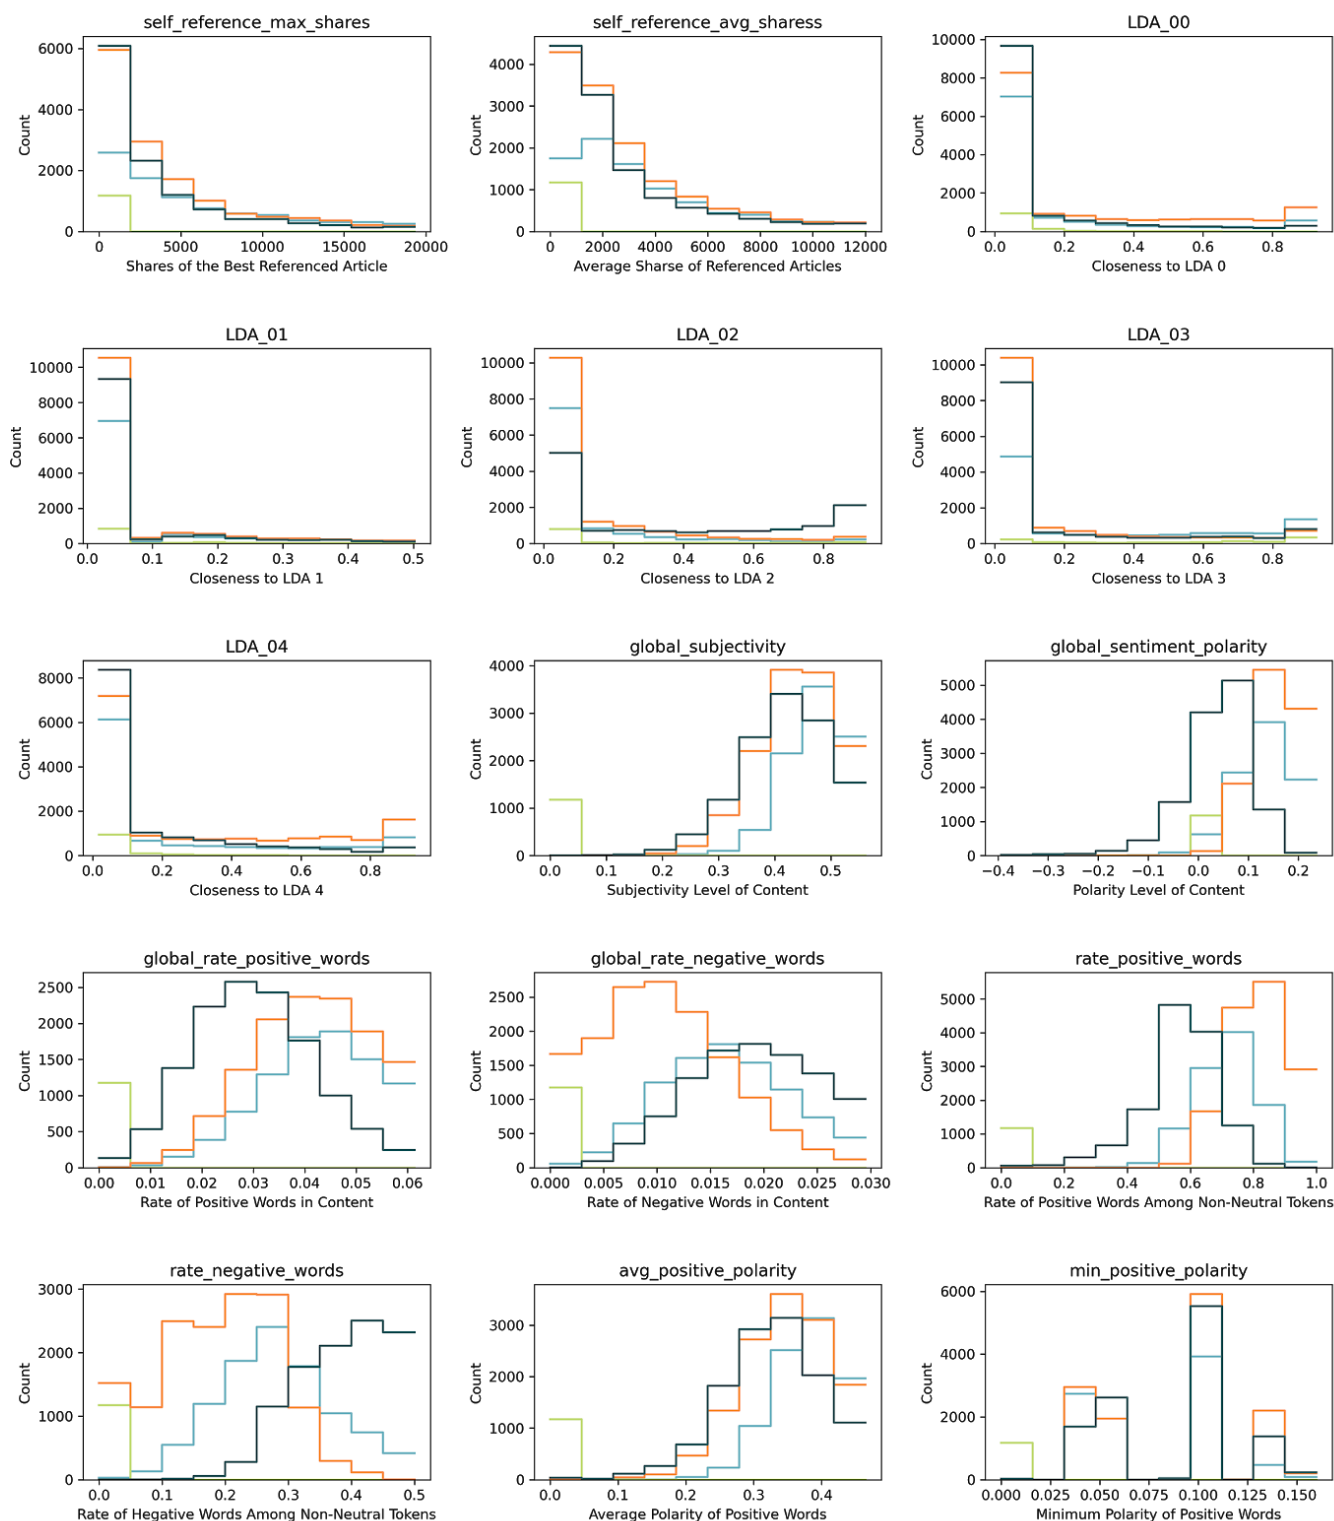 self_reference_max_shares
6000
4000
2000
0
Count
0 5000 10000 15000 20000
Shares of the Best Referenced Article
self_reference_avg_sharess
4000
3000
2000
1000
0
Count
0 2000 4000 6000 8000 10000 12000
Average Sharse of Referenced Articles
LDA_00
10000
8000
6000
4000
2000
0
Count
0.0 0.2 0.4 0.6 0.8
Closeness to LDA 0
LDA_01
10000
8000
6000
4000
2000
0
Count
0.0 0.1 0.2 0.3 0.4 0.5
Closeness to LDA 1
LDA_02
10000
8000
6000
4000
2000
0
Count
0.0 0.2 0.4 0.6 0.8
Closeness to LDA 2
LDA_03
10000
8000
6000
4000
2000
0
Count
0.0 0.2 0.4 0.6 0.8
Closeness to LDA 3
LDA_04
8000
6000
4000
2000
0
Count
0.0 0.2 0.4 0.6 0.8
Closeness to LDA 4
global_subjectivity
4000
3000
2000
1000
0
Count
0.0 0.1 0.2 0.3 0.4 0.5
Subjectivity Level of Content
global_sentiment_polarity
5000
4000
3000
2000
1000
0
Count
−0.4 −0.3 −0.2 −0.1 0.0 0.1 0.2
Polarity Level of Content
global_rate_positive_words
2500
2000
1500
1000
500
0
Count
0.00 0.01 0.02 0.03 0.04 0.05 0.06
Rate of Positive Words in Content
global_rate_negative_words
2500
2000
1500
1000
500
0
Count
0.000 0.005 0.010 0.015 0.020 0.025 0.030
Rate of Negative Words in Content
rate_positive_words
5000
4000
3000
2000
1000
0
Count
0.0 0.2 0.4 0.6 0.8 1.0
Rate of Positive Words Among Non-Neutral Tokens
rate_negative_words
3000
2000
1000
0
Count
0.0 0.1 0.2 0.3 0.4 0.5
Rate of Hegative Words Among Non-Neutral Tokens
avg_positive_polarity
3000
2000
1000
0
Count
0.0 0.1 0.2 0.3 0.4
Average Polarity of Positive Words
min_positive_polarity
6000
4000
2000
0
Count
0.000 0.025 0.050 0.075 0.100 0.125 0.150
Minimum Polarity of Positive Words